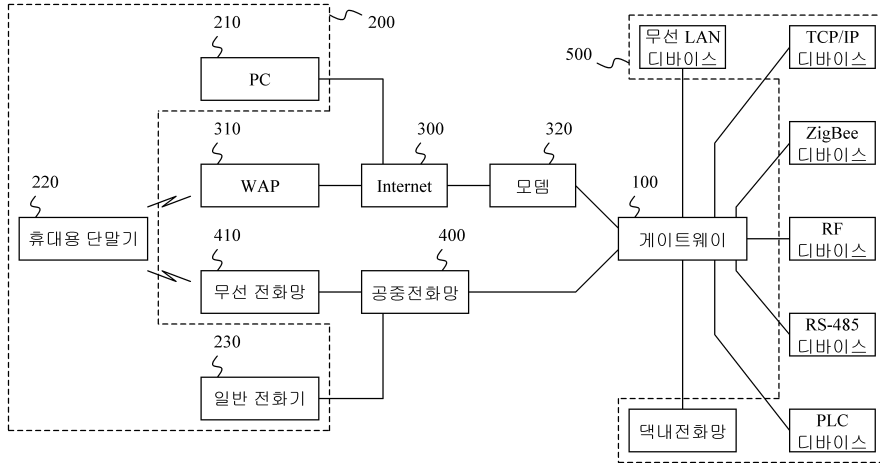 210
200
PC
310
WAP
300
Internet
320
모뎀
220
휴대용 단말기
410
무선 전화망
400
공중전화망
230
일반 전화기
100
게이트웨이
500
무선 LAN
디바이스
TCP/IP
디바이스
ZigBee
디바이스
RF
디바이스
RS-485
디바이스
PLC
디바이스
댁내전화망